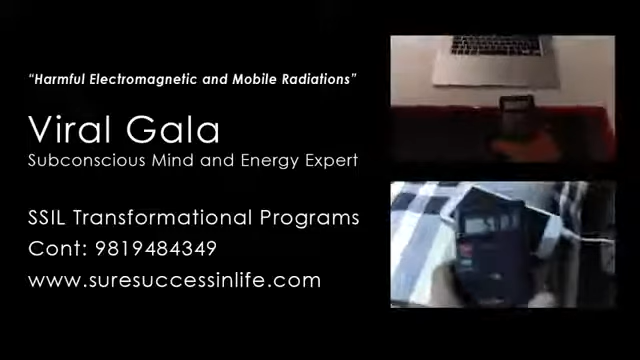 “Harmful Electromagnetic and Mobile Radiations”
Viral Gala
Subconscious Mind and Energy Expert
SSIL Transformational Programs
Cont: 9819484349
www.suresuccessinlife.com